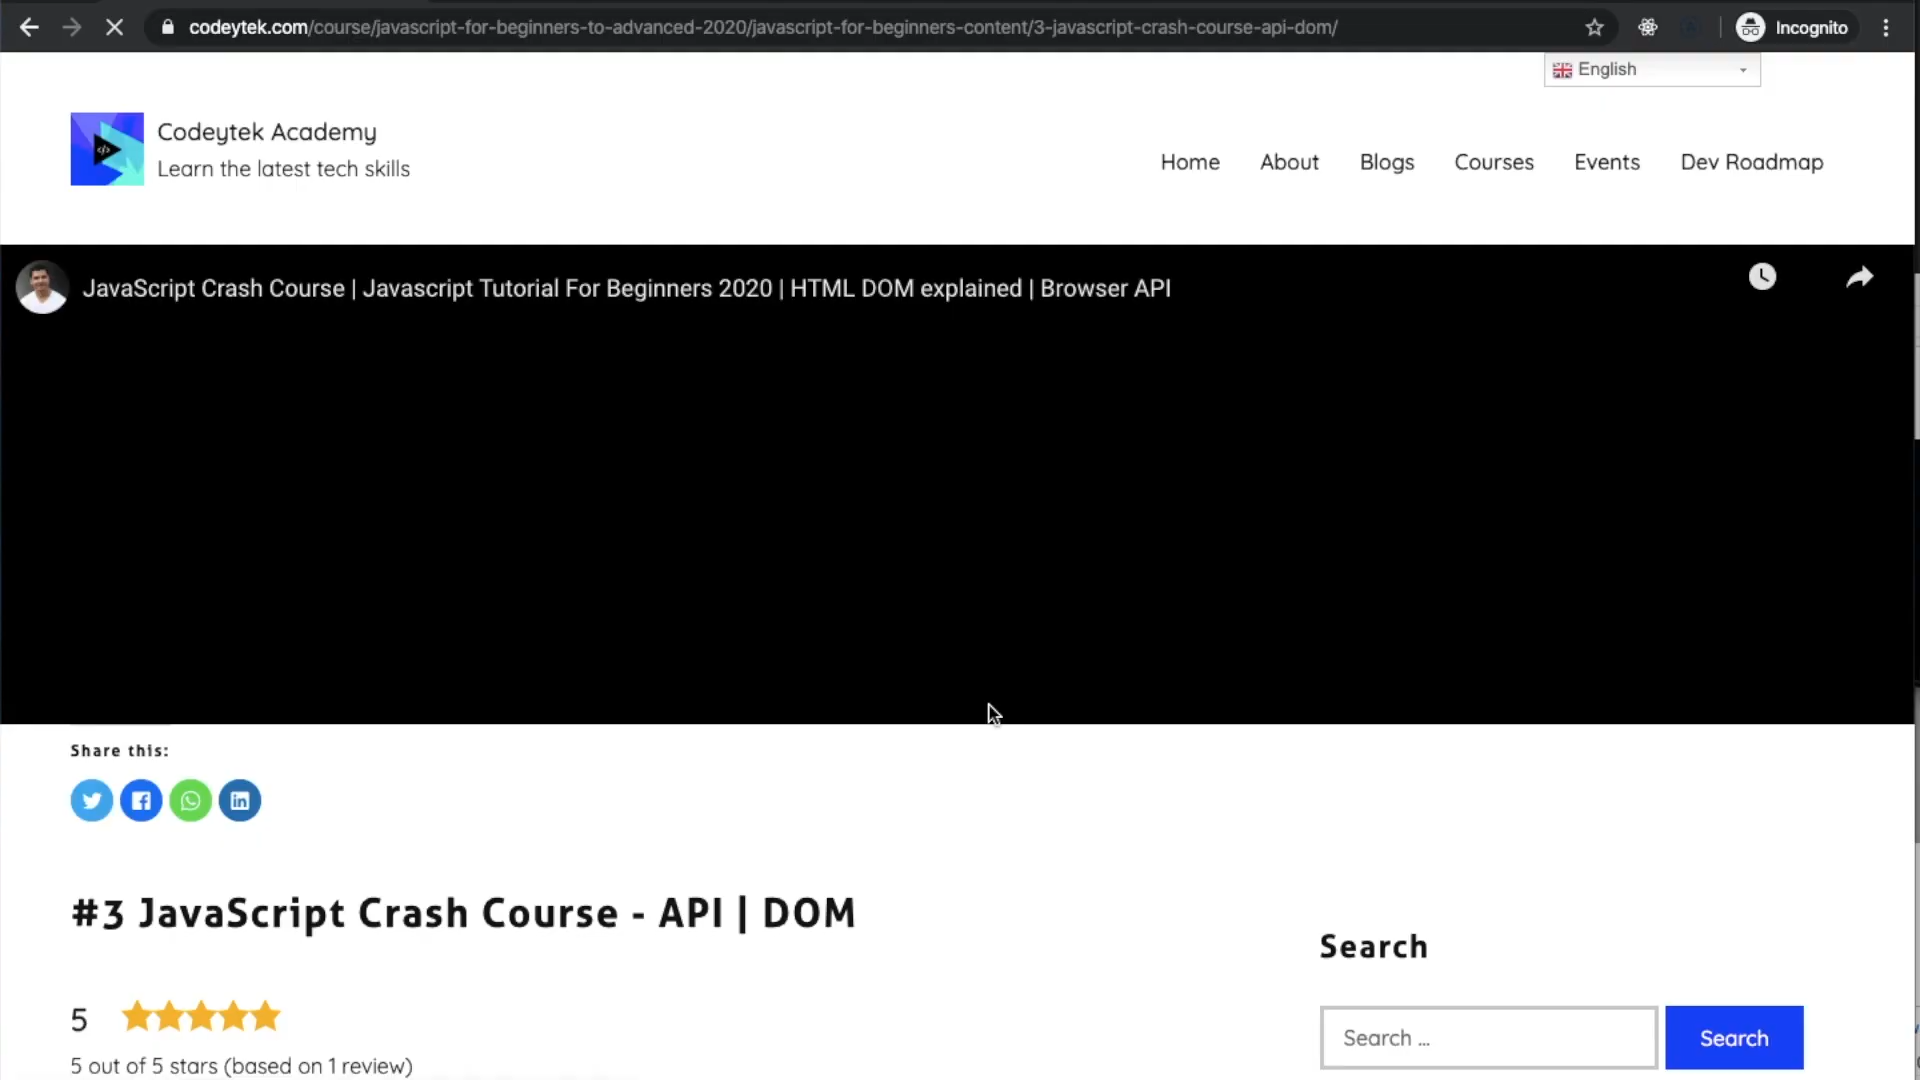 codeytek.com/course/javascript-for-beginners-to-advanced-2020/javascript-for-beginners-content/3-javascript-crash-course-api-dom/
Incognito
English
Codeytek Academy
Learn the latest tech skills
Home About Blogs Courses Events Dev Roadmap
JavaScript Crash Course | Javascript Tutorial For Beginners 2020 | HTML DOM explained | Browser API
Share this:
#3 JavaScript Crash Course - API | DOM
Search
5
Search ... Search
5 out of 5 stars (based on 1 review)